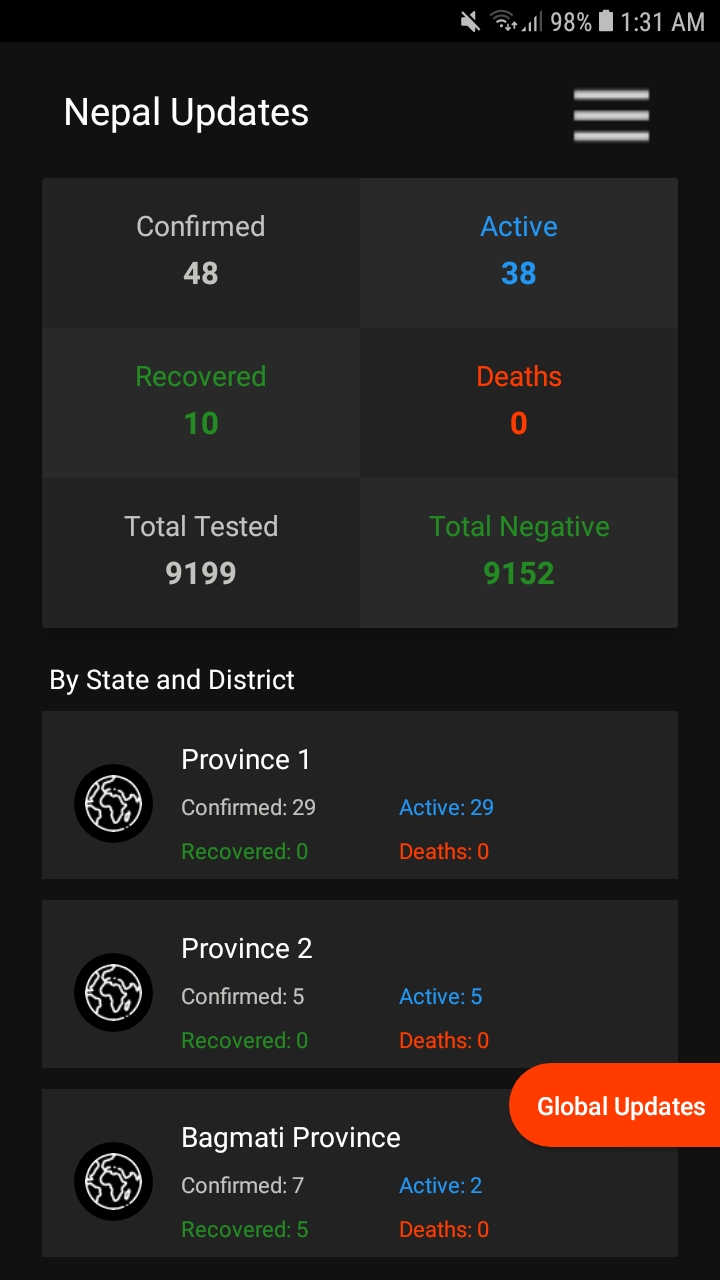 98% 1:31 AM
Nepal Updates
Confirmed Active
48 38
Recovered Deaths
10 0
Total Tested Total Negative
9199 9152
By State and District
Province 1
Confirmed: 29 Active: 29
Recovered: 0 Deaths: 0
Province 2
Confirmed: 5 Active: 5
Recovered: 0 Deaths: 0
Global Updates
Bagmati Province
Confirmed: 7 Active: 2
Recovered: 5 Deaths: 0